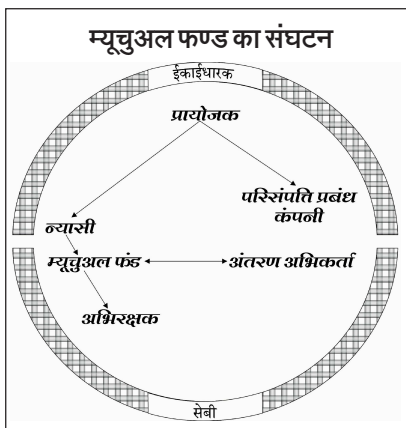 म्यूचुअल फण्ड का संघटन
ईकाईधारक
प्रायोजक
परिसंपत्ति प्रबंध
कंपनी
न्यासी
म्यूचुअल फंड
अंतरण अभिकर्ता
अभिरक्षक
सेबी